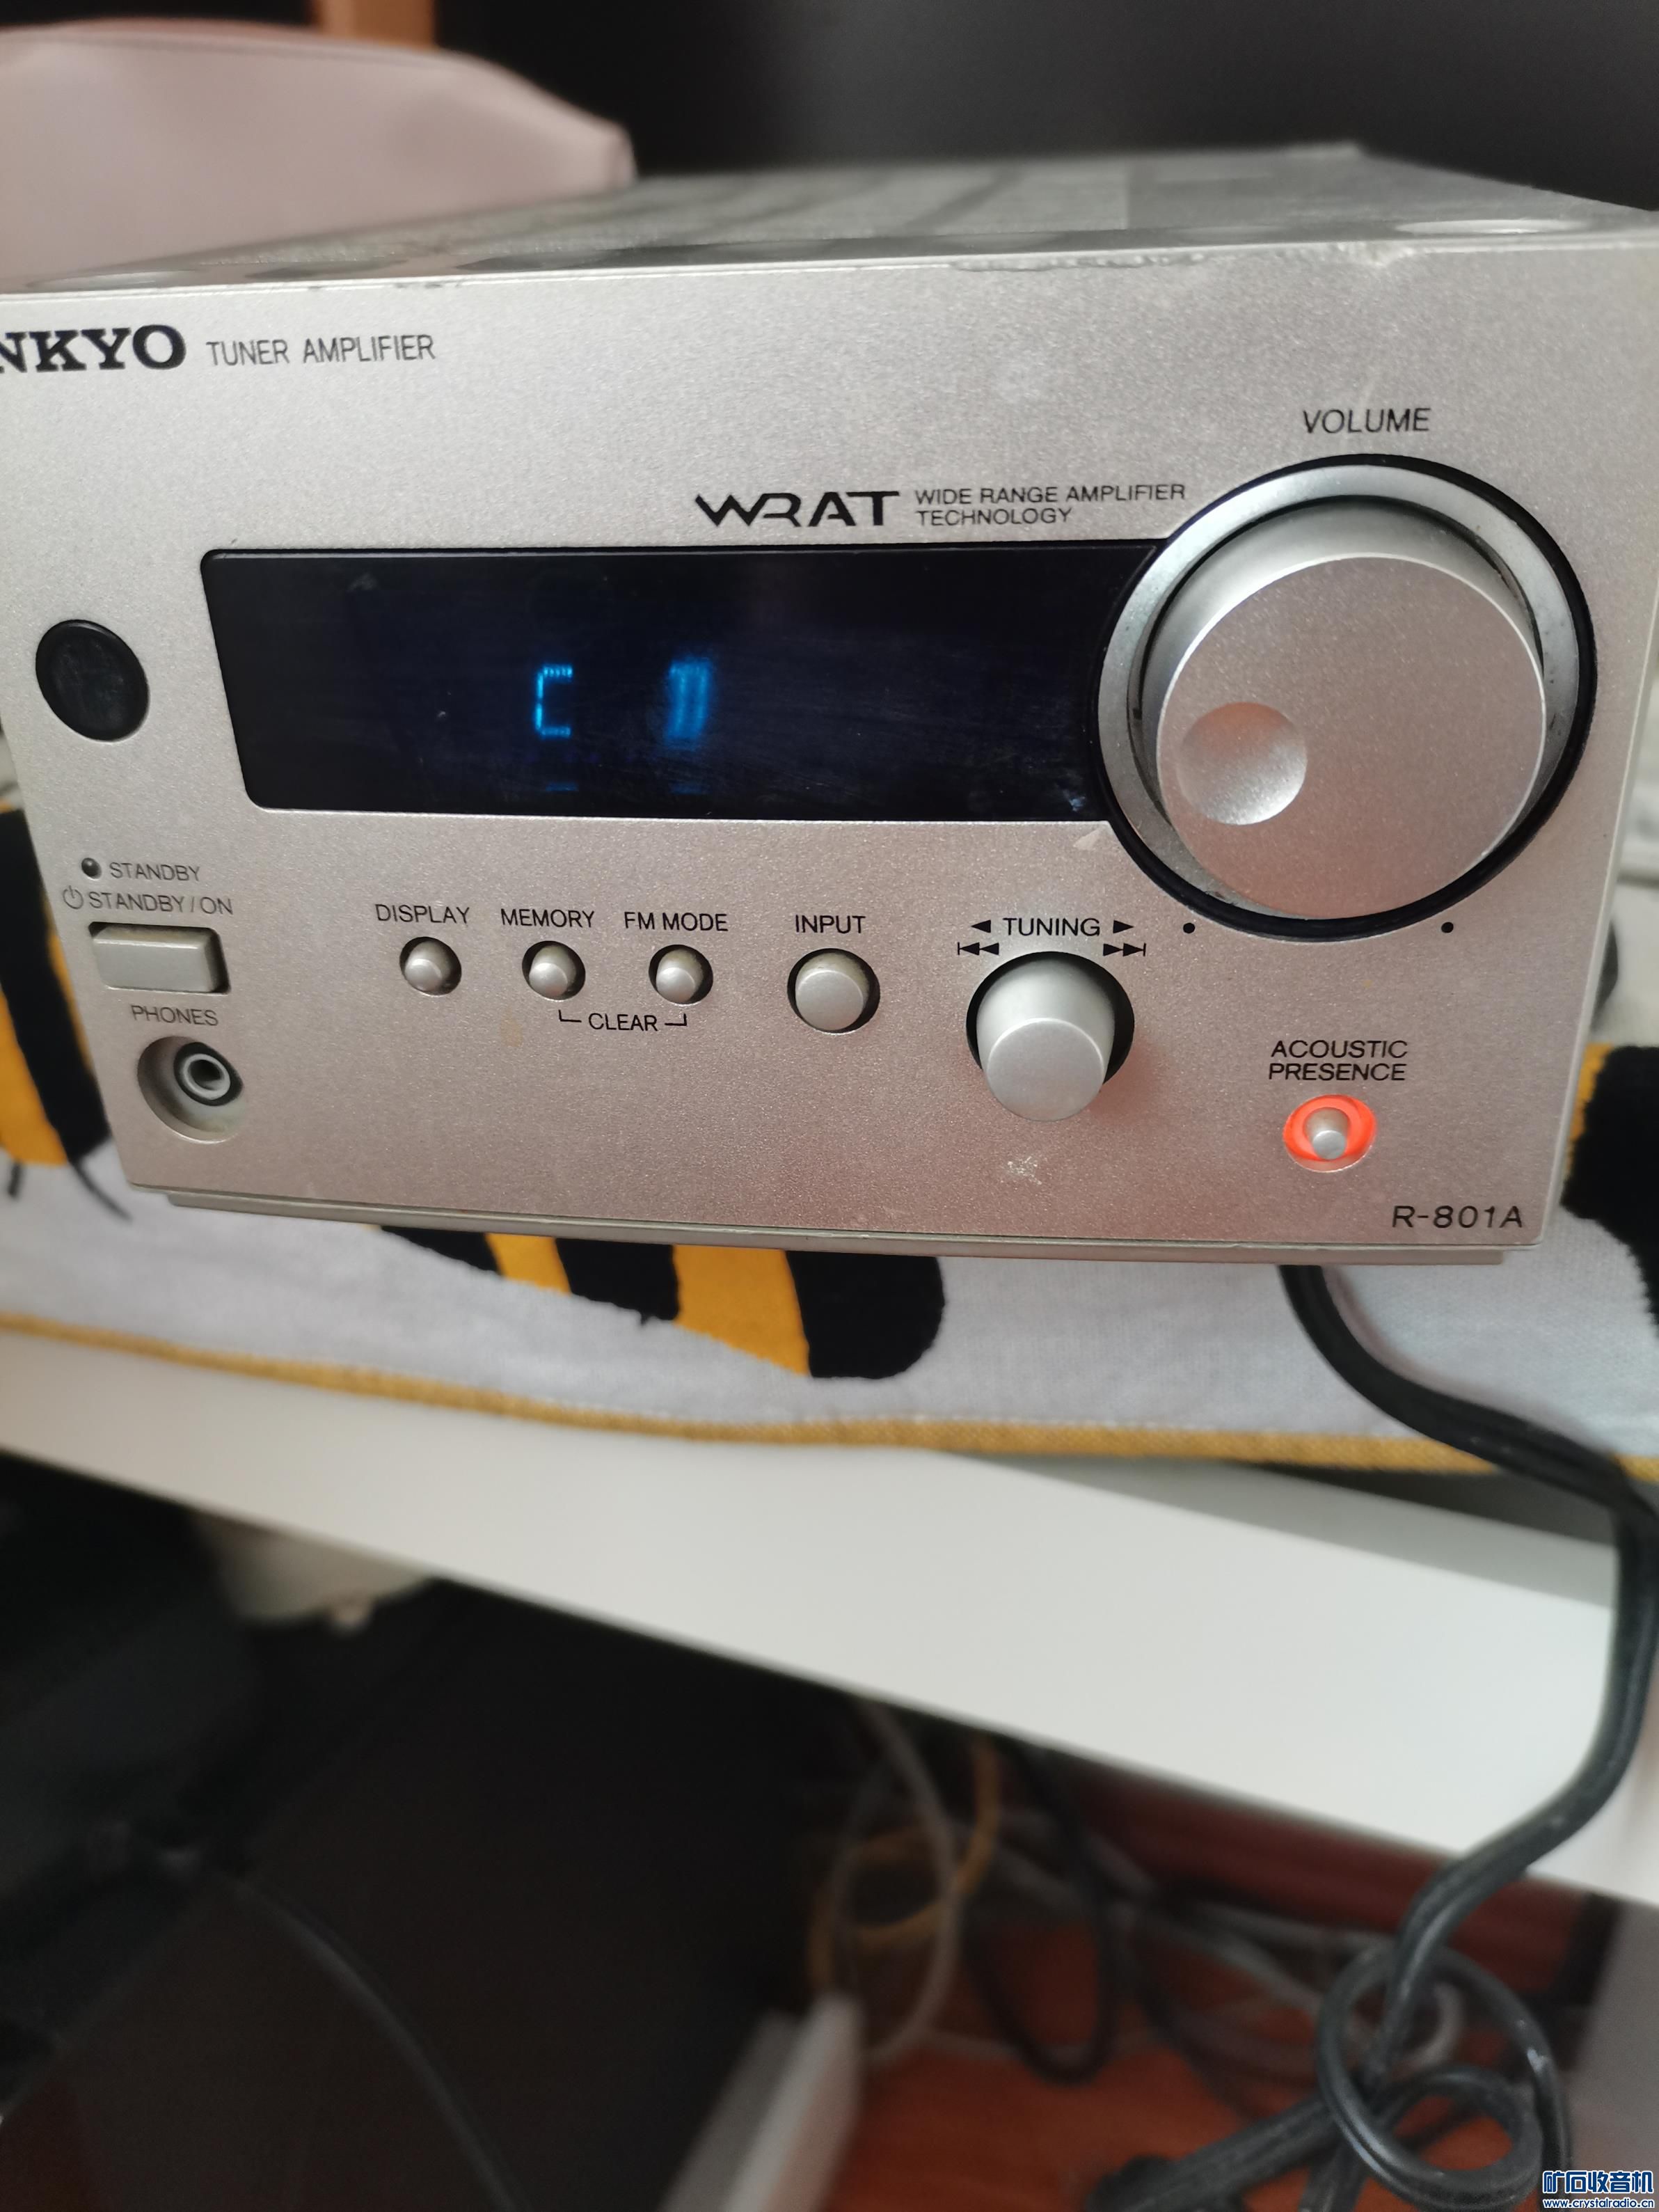 NKYO TUNER AMPLIFIER
VOLUME
WRAT WIDE RANGE AMPLIFIER
TECHNOLOGY
C
STANDBY
STANDBY / ON
DISPLAY MEMORY FM MODE INPUT ◄ TUNING ►
CLEAR
PHONES
ACOUSTIC
PRESENCE
R-801A
矿石收音机
www.crystalradio.cn